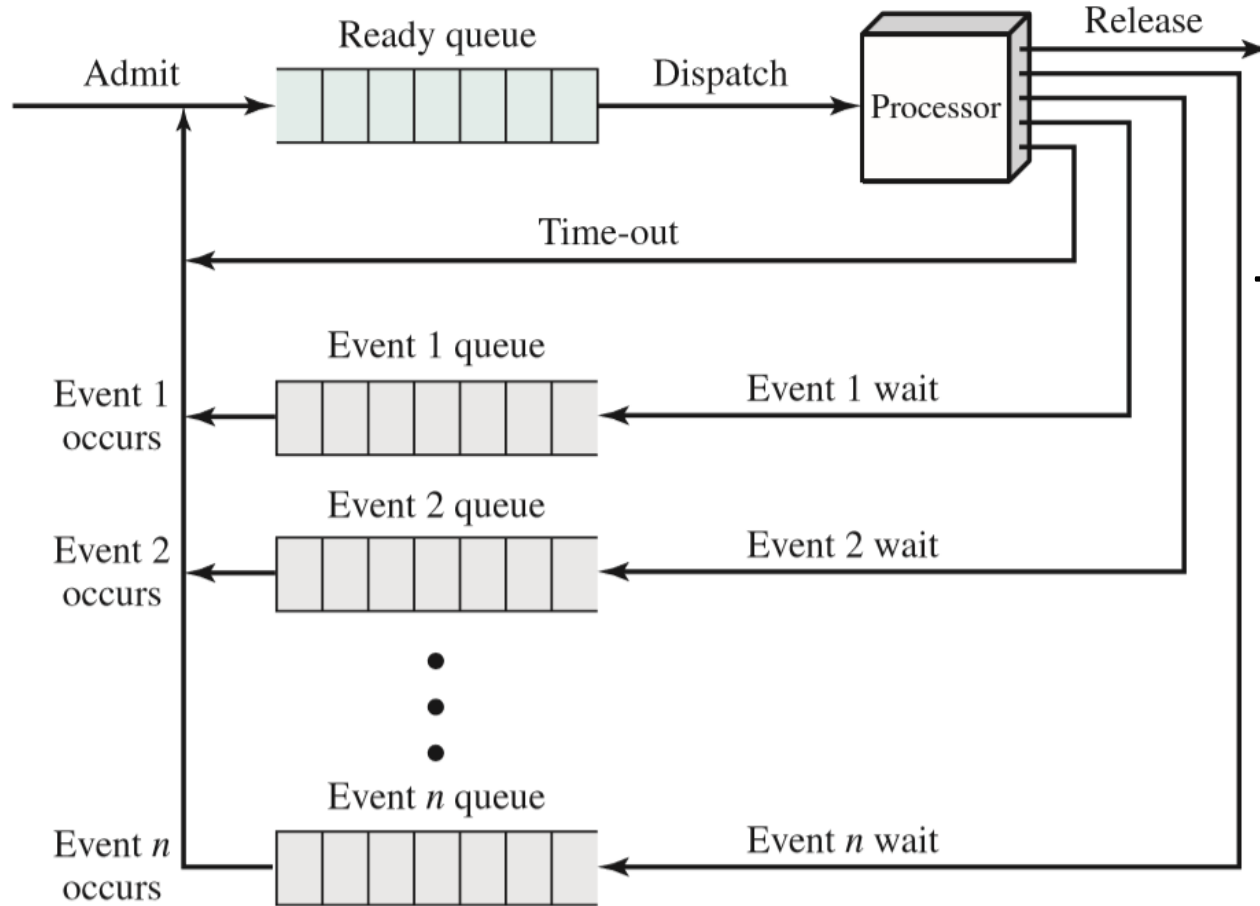 Release
Ready queue
Admit
Dispatch
Processor
Time-out
Event 1 queue
Event 1
occurs
Event 1 wait
Event 2 queue
Event 2
occurs
Event 2 wait
Event n queue
Event n
occurs
Event n wait